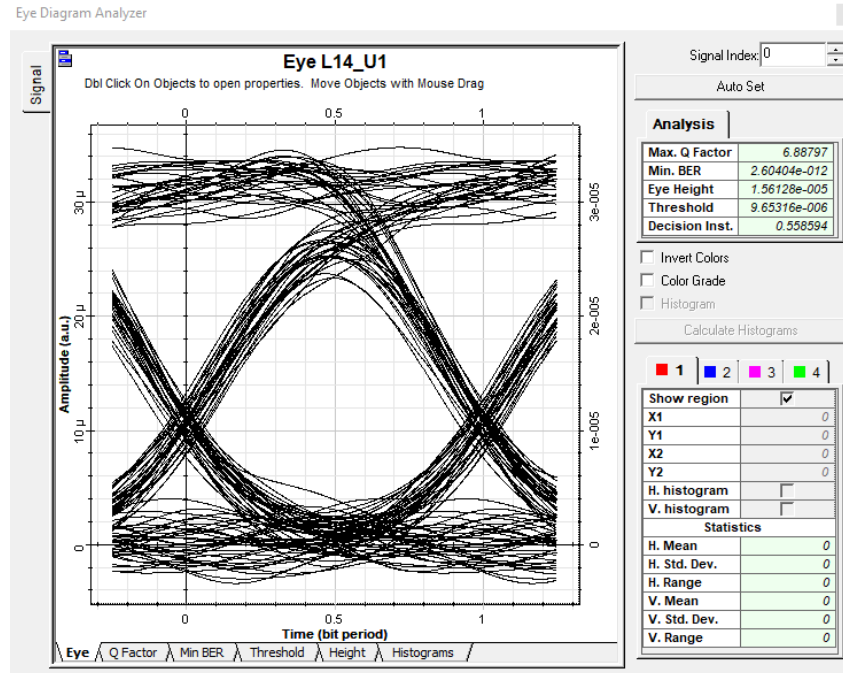 Eye Diagram Analyzer
Signal
Eye L14_U1
Dbl Click On Objects to open properties. Move Objects with Mouse Drag
0 0.5 1
Amplitude (a.u.)
30 µ
20 µ
10 µ
0
3e-005
2e-005
1e-005
0
0 0.5 1
Time (bit period)
Eye Q Factor Min BER Threshold Height Histograms
Signal Index: 0
Auto Set
Analysis
Max. Q Factor 6.88797
Min. BER 2.60404e-012
Eye Height 1.56128e-005
Threshold 9.65316e-006
Decision Inst. 0.558594
Invert Colors
Color Grade
Histogram
Calculate Histograms
1 2 3 4
Show region
X1 0
Y1 0
X2 0
Y2 0
H. histogram
V. histogram
Statistics
H. Mean 0
H. Std. Dev. 0
H. Range 0
V. Mean 0
V. Std. Dev. 0
V. Range 0